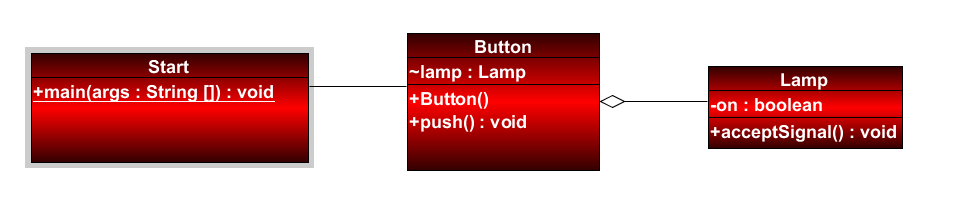 Start
+main(args : String []) : void
Button
~lamp : Lamp
+Button()
+push() : void
Lamp
-on : boolean
+acceptSignal() : void